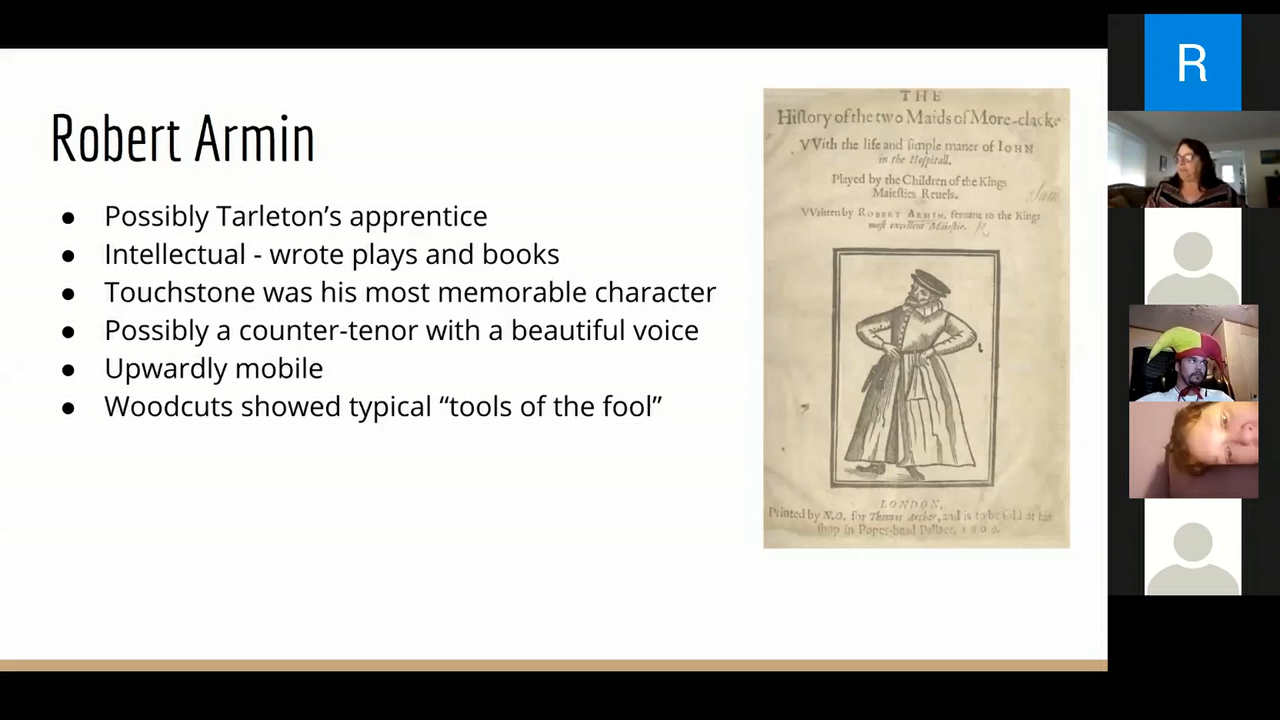 Robert Armin
● Possibly Tarleton’s apprentice
● Intellectual - wrote plays and books
● Touchstone was his most memorable character
● Possibly a counter-tenor with a beautiful voice
● Upwardly mobile
● Woodcuts showed typical “tools of the fool”
THE
Hiſtory of the two Maids of More-clacke
VVith the life and ſimple maner of IOHN
in the Hoſpitall.
Played by the Children of the Kings
Maieſties Reuels.
VVritten by ROBERT ARMIN, ſeruant to the Kings
moſt excellent Maieſtie.
LONDON,
Printed by N.O. for Thomas Archer, and is to be ſold at his
ſhop in Popes-head Pallace, 1609.
R